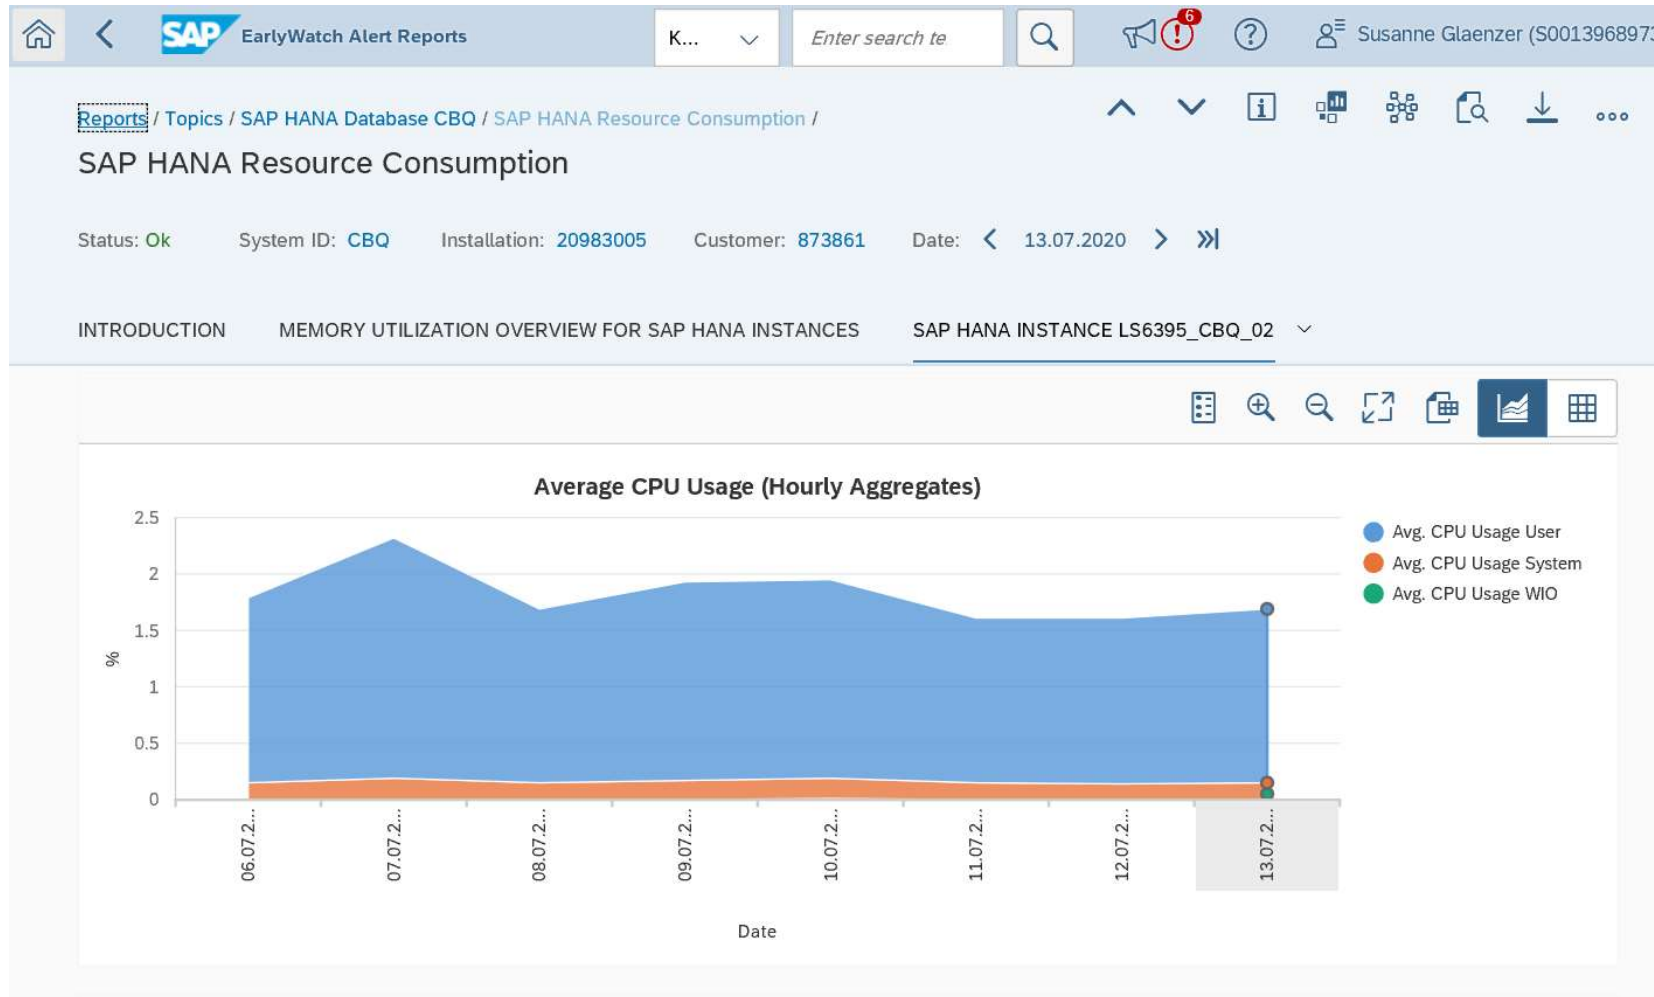 SAP EarlyWatch Alert Reports K... Enter search te 6 Susanne Glaenzer (S001396897
Reports / Topics / SAP HANA Database CBQ / SAP HANA Resource Consumption /
SAP HANA Resource Consumption
Status: Ok System ID: CBQ Installation: 20983005 Customer: 873861 Date: 13.07.2020
INTRODUCTION MEMORY UTILIZATION OVERVIEW FOR SAP HANA INSTANCES SAP HANA INSTANCE LS6395_CBQ_02
Average CPU Usage (Hourly Aggregates)
2.5
2
1.5
1
0.5
0
%
Avg. CPU Usage User
Avg. CPU Usage System
Avg. CPU Usage WIO
06.07.2...
07.07.2...
08.07.2...
09.07.2...
10.07.2...
11.07.2...
12.07.2...
13.07.2...
Date